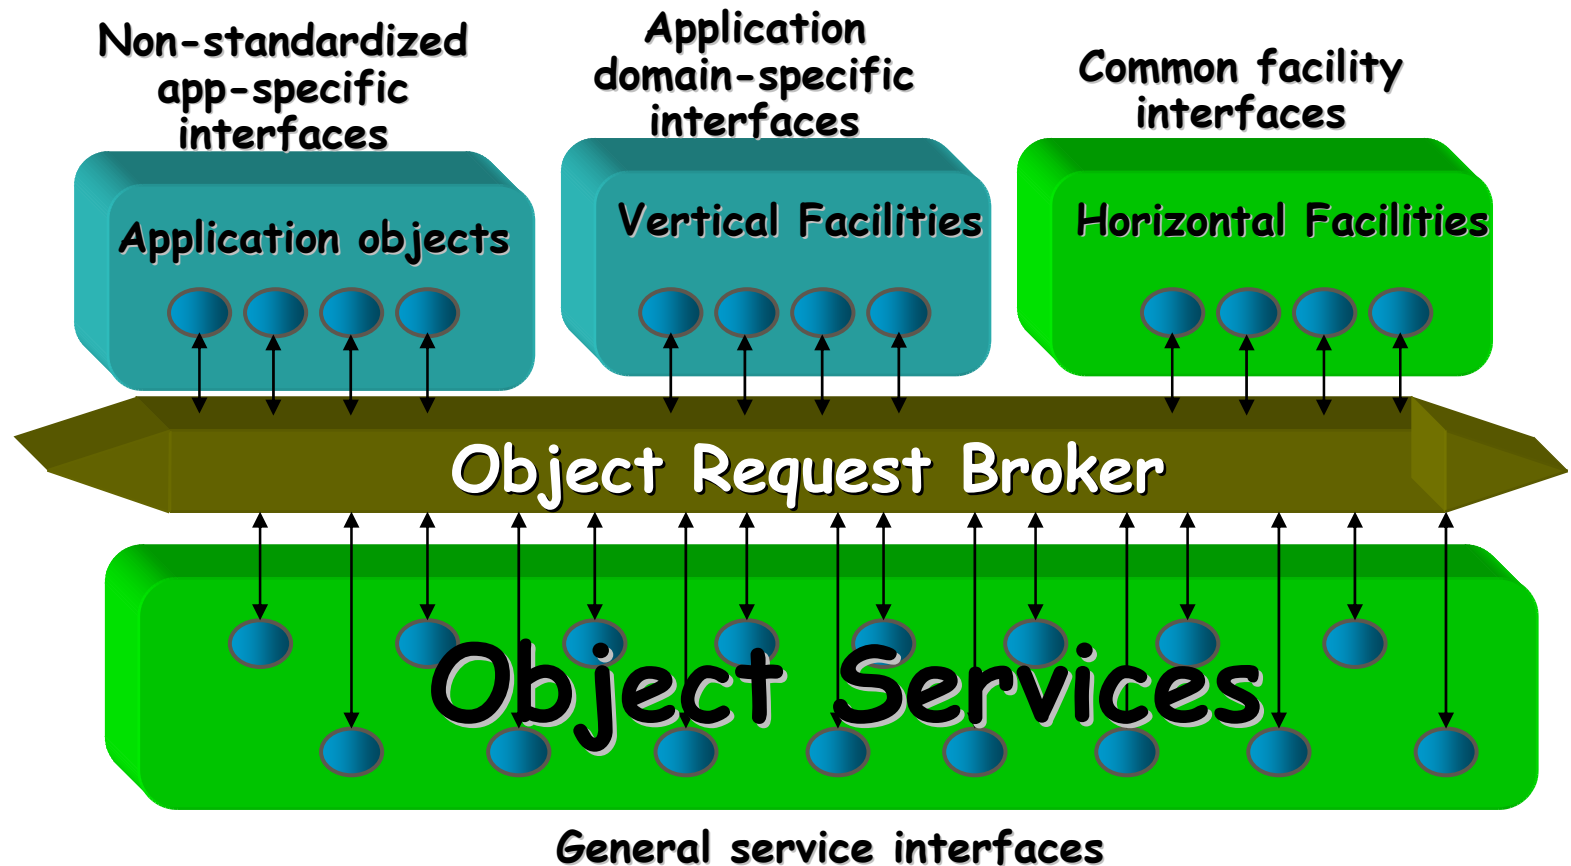 Non-standardized
app-specific
interfaces
Application
domain-specific
interfaces
Common facility
interfaces
Application objects
Vertical Facilities
Horizontal Facilities
Object Request Broker
Object Services
General service interfaces